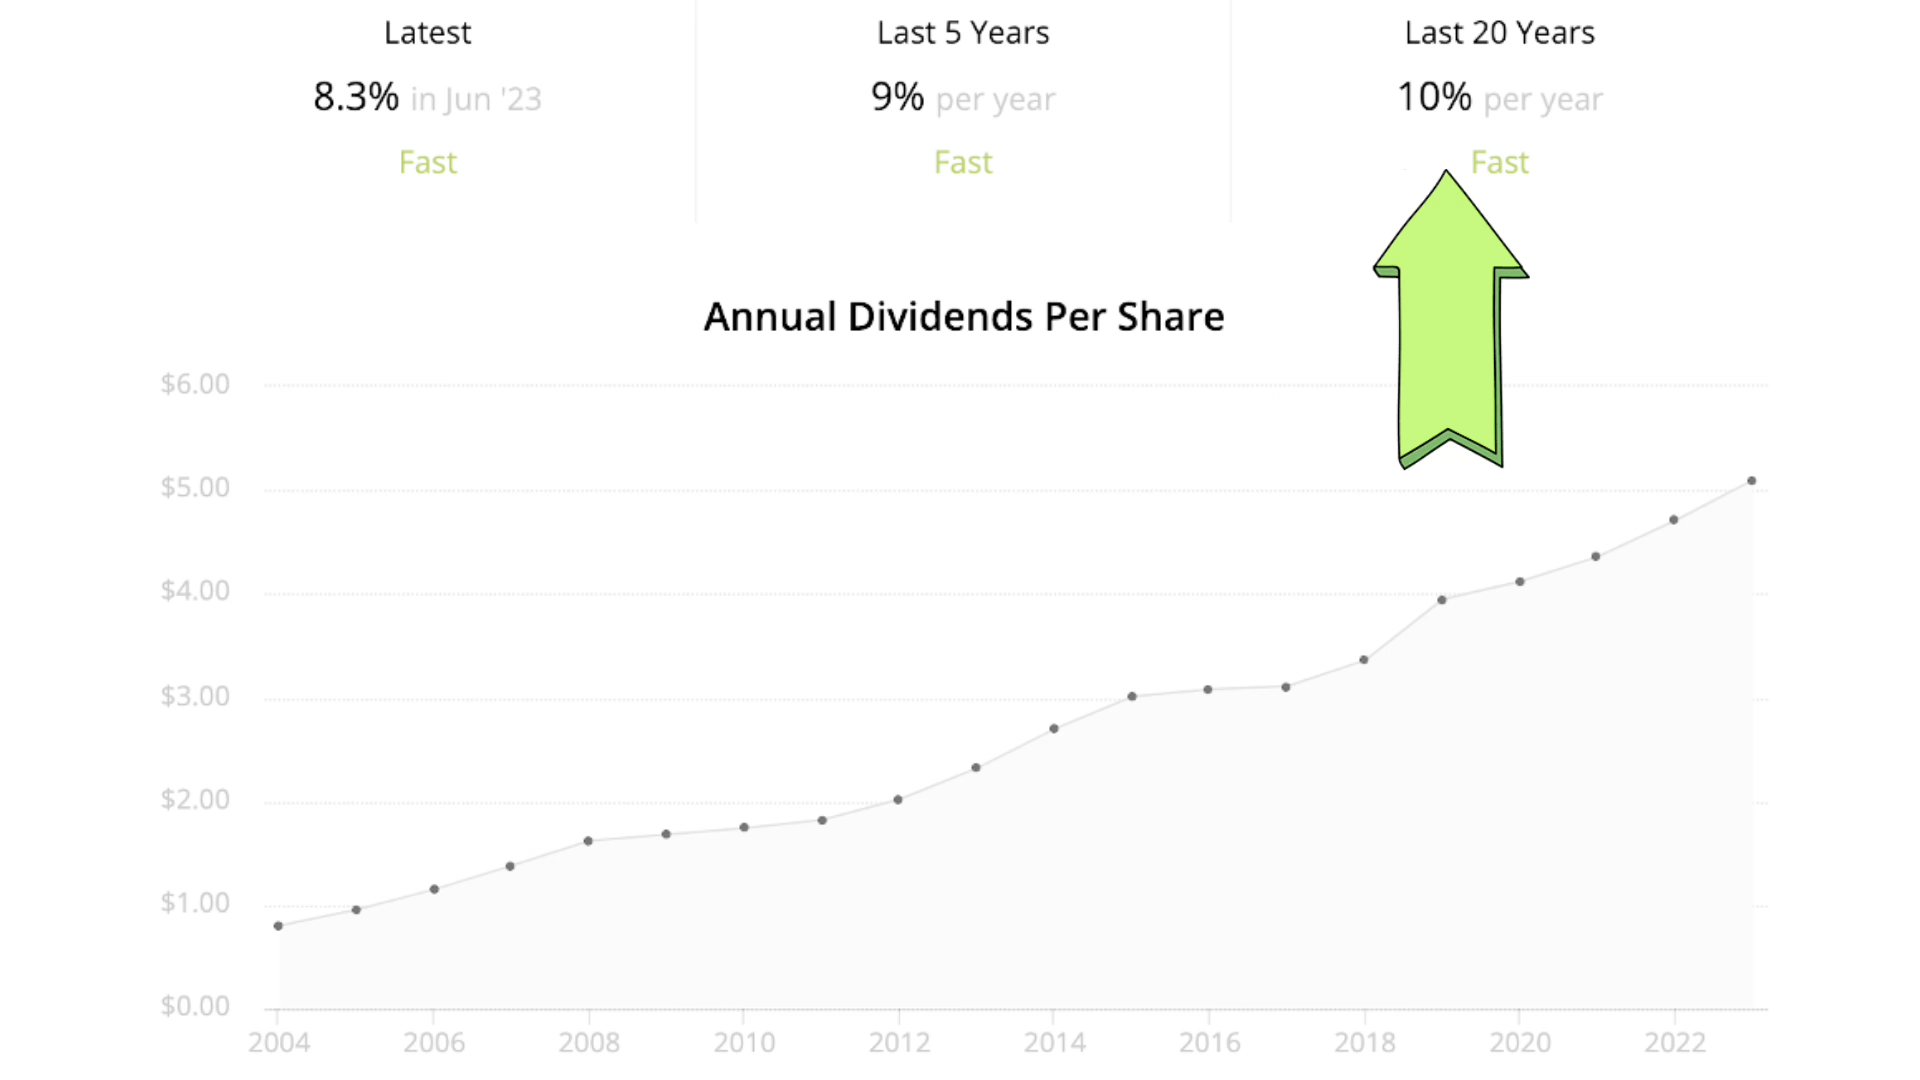 Latest
8.3% in Jun '23
Fast
Last 5 Years
9% per year
Fast
Last 20 Years
10% per year
Fast
Annual Dividends Per Share
$6.00
$5.00
$4.00
$3.00
$2.00
$1.00
$0.00
2004 2006 2008 2010 2012 2014 2016 2018 2020 2022